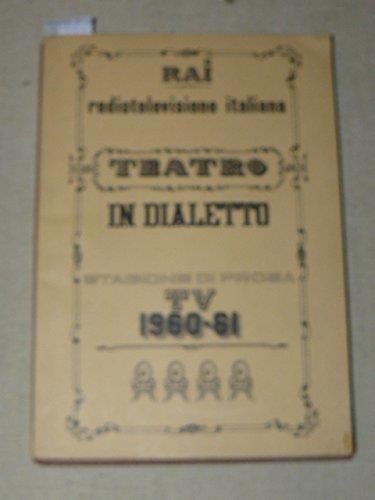 RAI
radiotelevisione italiana
TEATRO
IN DIALETTO
STAGIONE DI PROSA
TV
1960-61